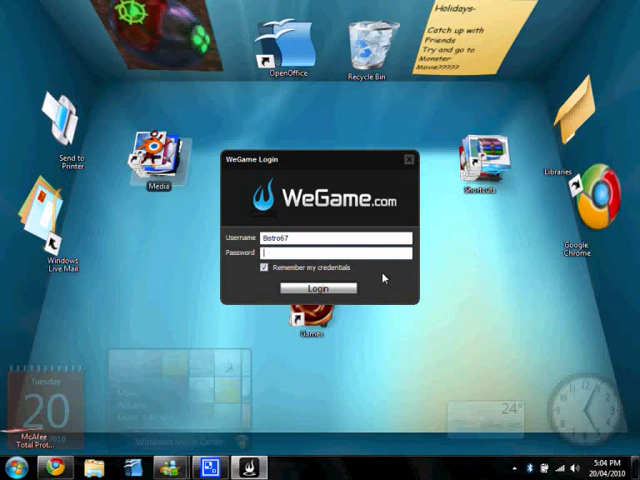 Holidays-
Catch up with
Friends
Try and go to
Monster
Movie?????
OpenOffice
Recycle Bin
Send to
Printer
Media
WeGame Login
WeGame.com
Username
Bistro67
Password
Remember my credentials
Login
Shortcuts
Libraries
Google
Chrome
Windows
Live Mail
Games
Tuesday
20
2010
McAfee
Total Prot...
Windows Media Center
24°
5:04 PM
20/04/2010